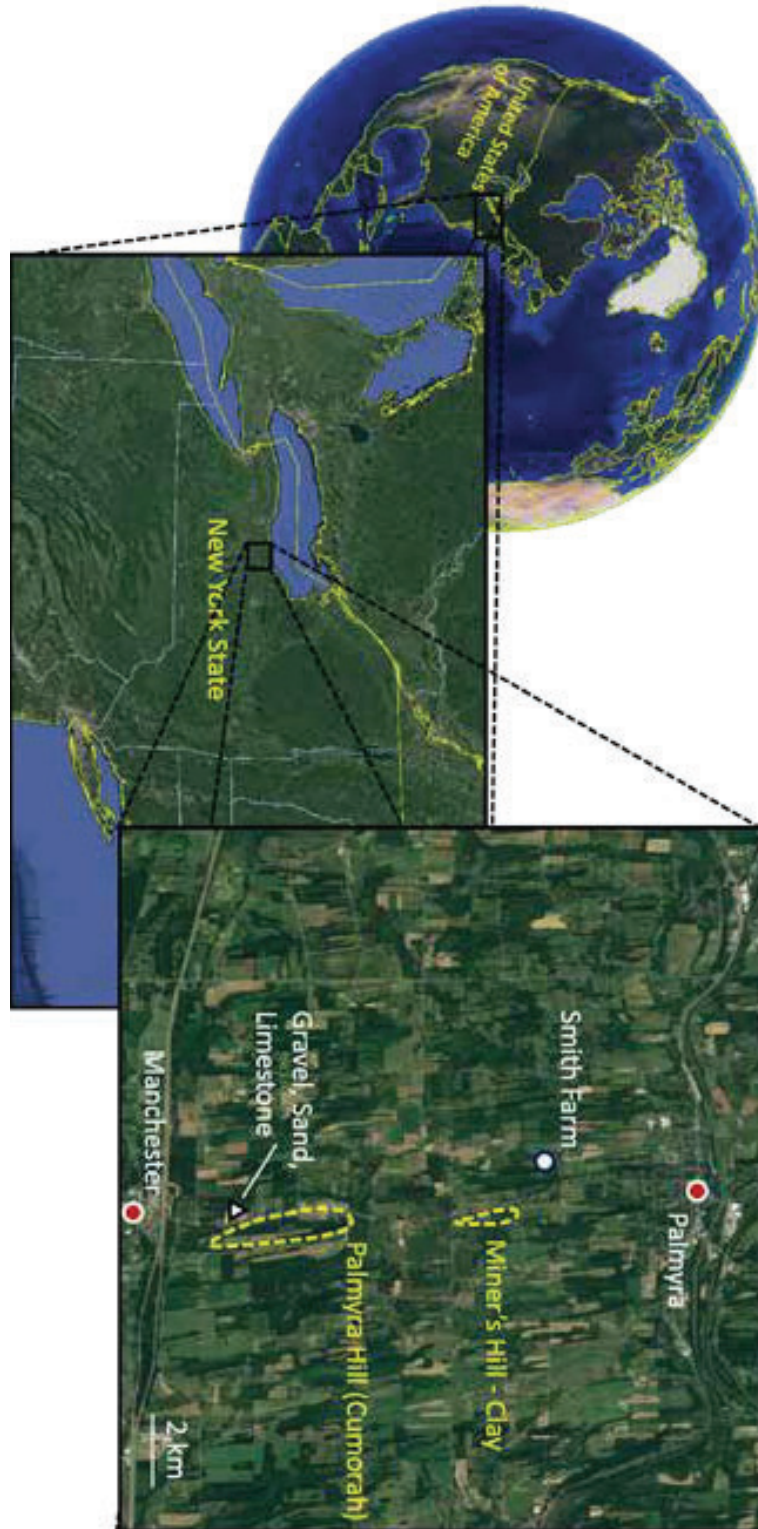 United States
of America
New York State
Palmyra
Smith Farm
Miner's Hill - Clay
Palmyra Hill (Cumorah)
Gravel, Sand,
Limestone
Manchester
2 km